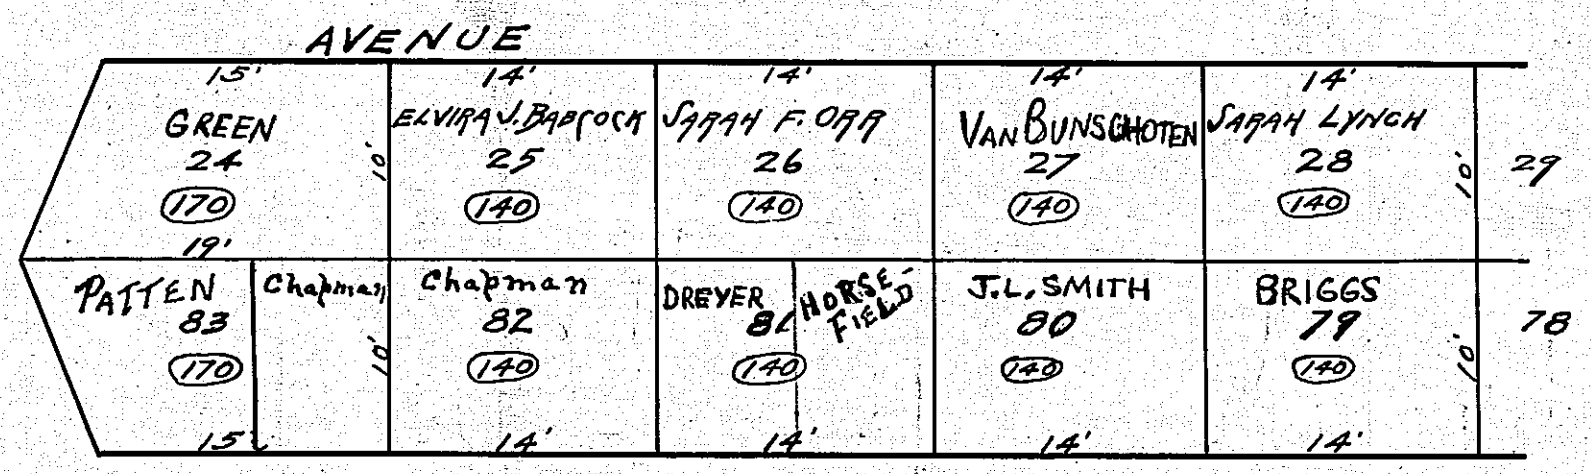 AVENUE
15' 14' 14' 14' 14'
GREEN ELVIRA J. BABCOCK SARAH F. ORR VAN BUNSCHOTEN SARAH LYNCH
24 10' 25 26 27 28 10' 29
170 140 140 140 140
19'
PATTEN Chapman Chapman DREYER HORSE-FIELD J.L. SMITH BRIGGS
83 82 81 80 79 78
170 10' 140 140 140 140 10'
15' 14' 14' 14' 14'